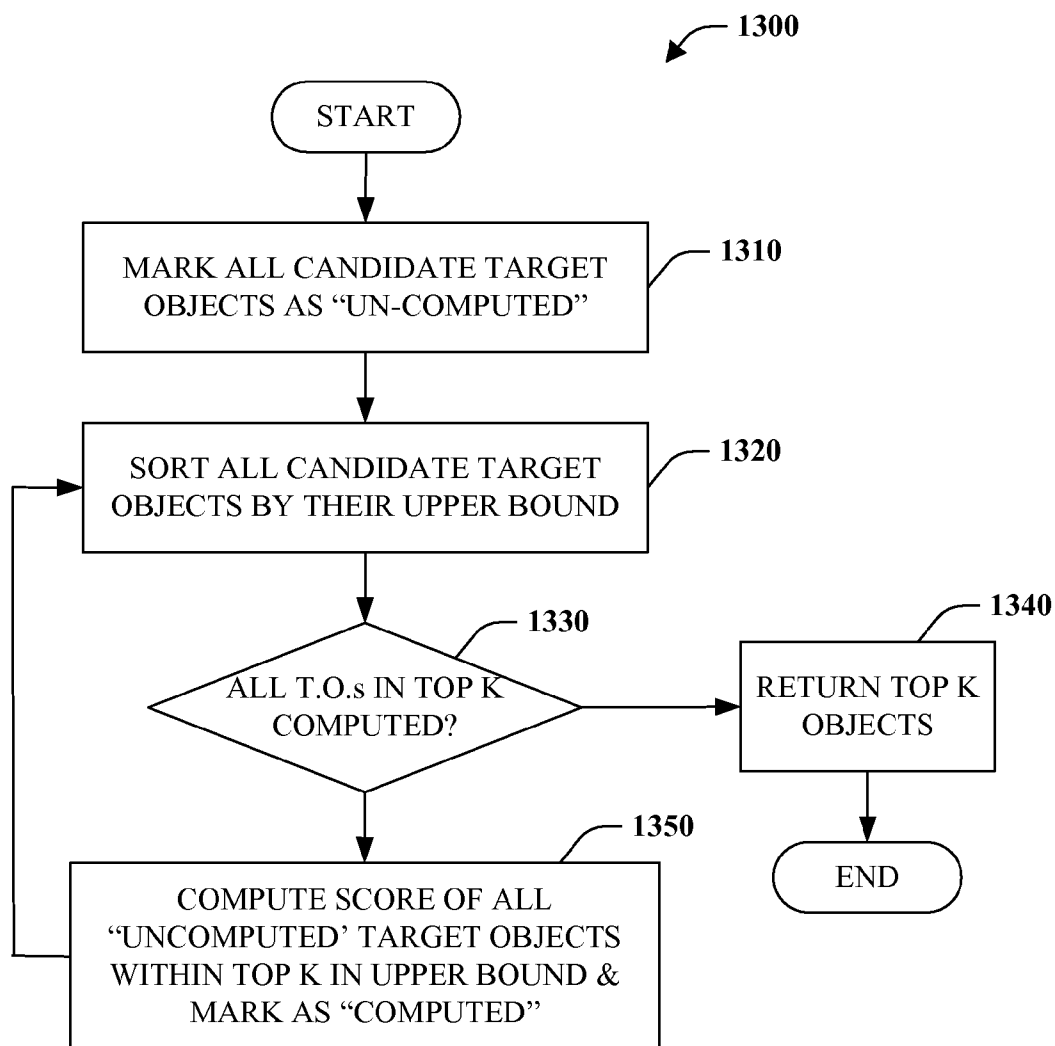 1300
START
MARK ALL CANDIDATE TARGET
OBJECTS AS “UN-COMPUTED”
1310
SORT ALL CANDIDATE TARGET
OBJECTS BY THEIR UPPER BOUND
1320
ALL T.O.s IN TOP K
COMPUTED?
1330
RETURN TOP K
OBJECTS
1340
END
COMPUTE SCORE OF ALL
“UNCOMPUTED’ TARGET OBJECTS
WITHIN TOP K IN UPPER BOUND &
MARK AS “COMPUTED”
1350